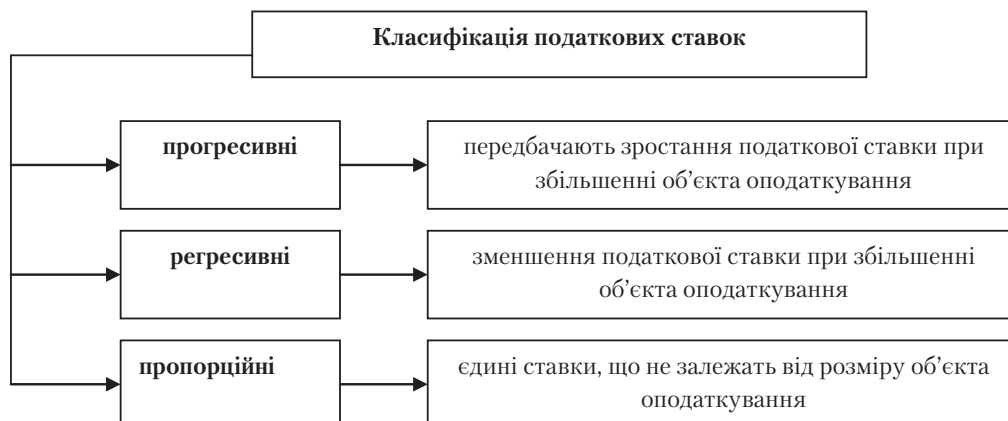 Класифікація податкових ставок
прогресивні
передбачають зростання податкової ставки при
збільшенні об’єкта оподаткування
регресивні
зменшення податкової ставки при збільшенні
об’єкта оподаткування
пропорційні
єдині ставки, що не залежать від розміру об’єкта
оподаткування